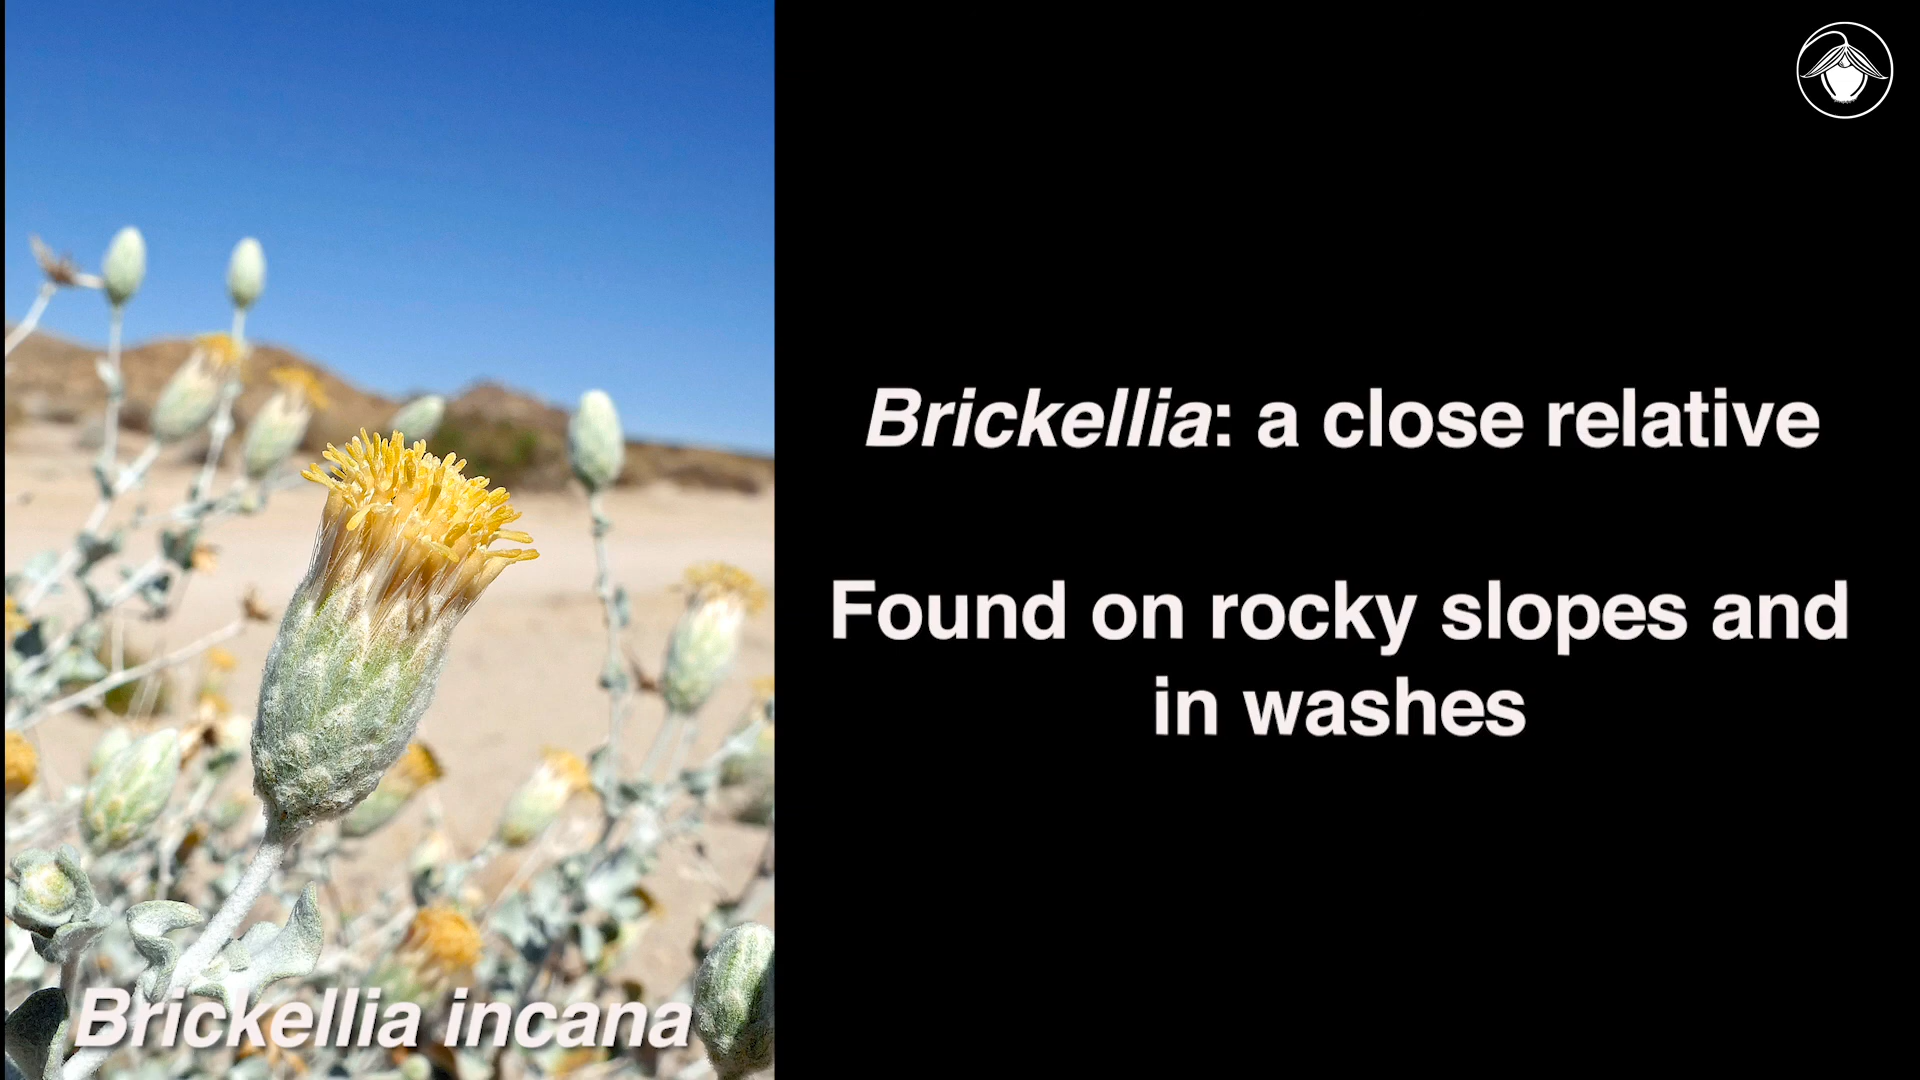 Brickellia: a close relative
Found on rocky slopes and
in washes
Brickellia incana